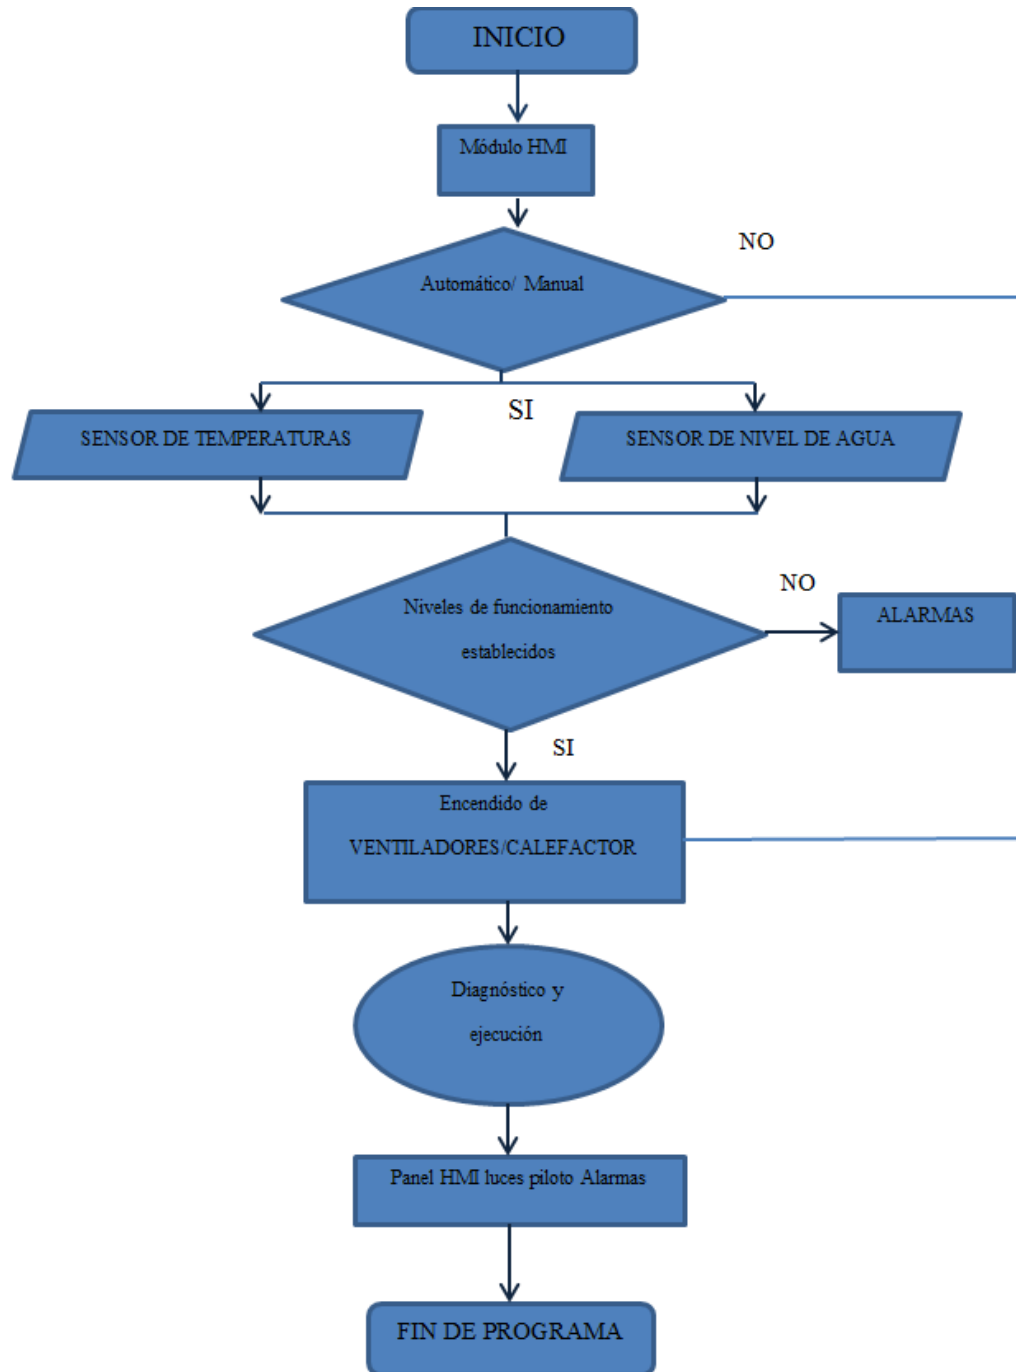 INICIO
Módulo HMI
NO
Automático/ Manual
SI
SENSOR DE TEMPERATURAS
SENSOR DE NIVEL DE AGUA
NO
Niveles de funcionamiento
establecidos
ALARMAS
SI
Encendido de
VENTILADORES/CALEFACTOR
Diagnóstico y
ejecución
Panel HMI luces piloto Alarmas
FIN DE PROGRAMA